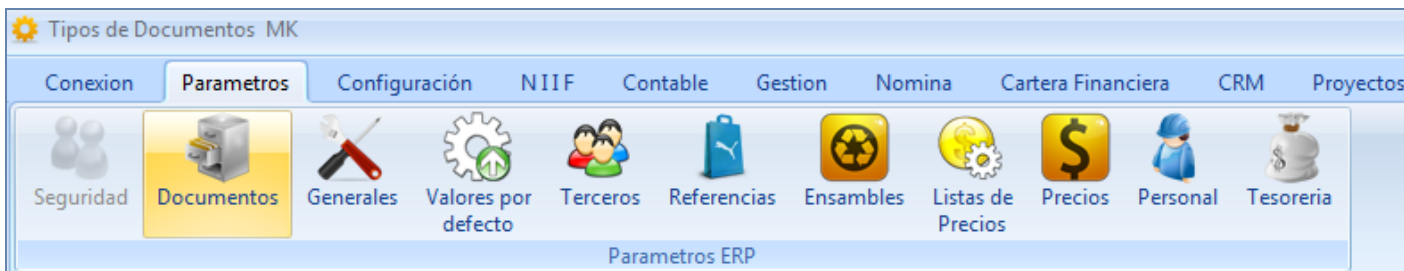 Tipos de Documentos MK
Conexion Parametros Configuración NIIF Contable Gestion Nomina Cartera Financiera CRM Proyectos
Seguridad Documentos Generales Valores por defecto Terceros Referencias Ensambles Listas de Precios Precios Personal Tesoreria
Parametros ERP